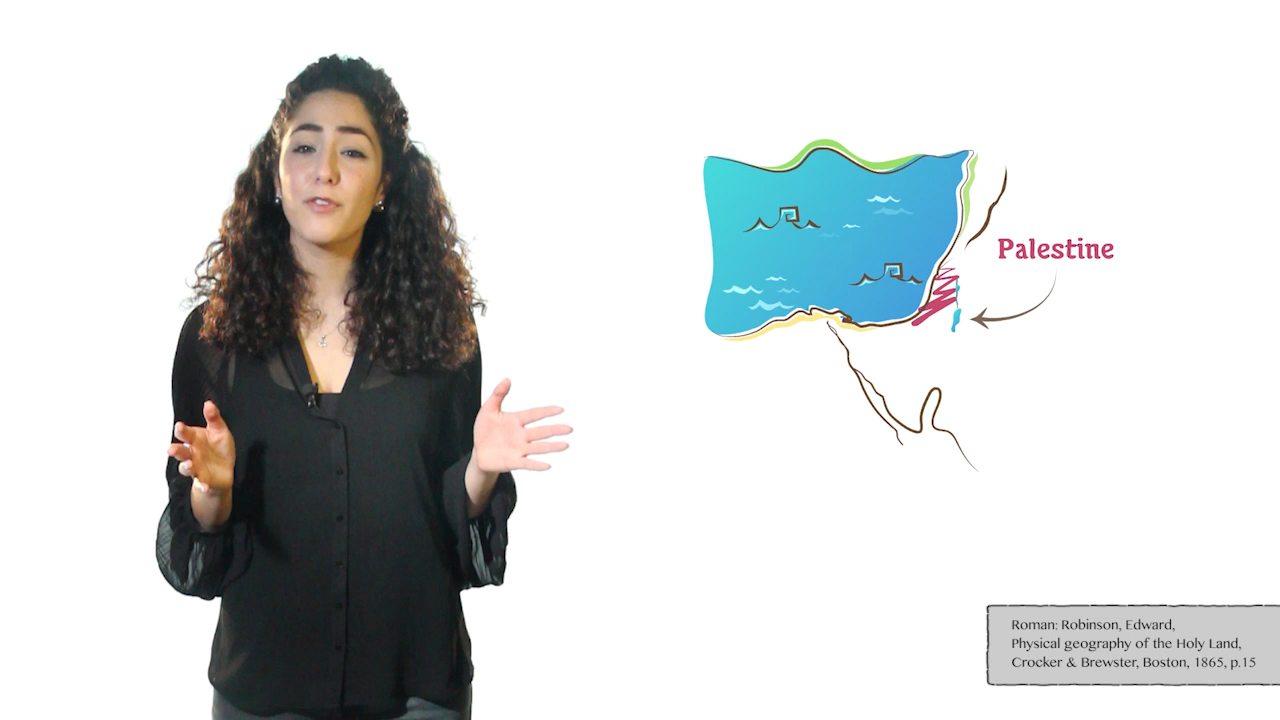 Palestine
Roman: Robinson, Edward,
Physical geography of the Holy Land,
Crocker & Brewster, Boston, 1865, p.15